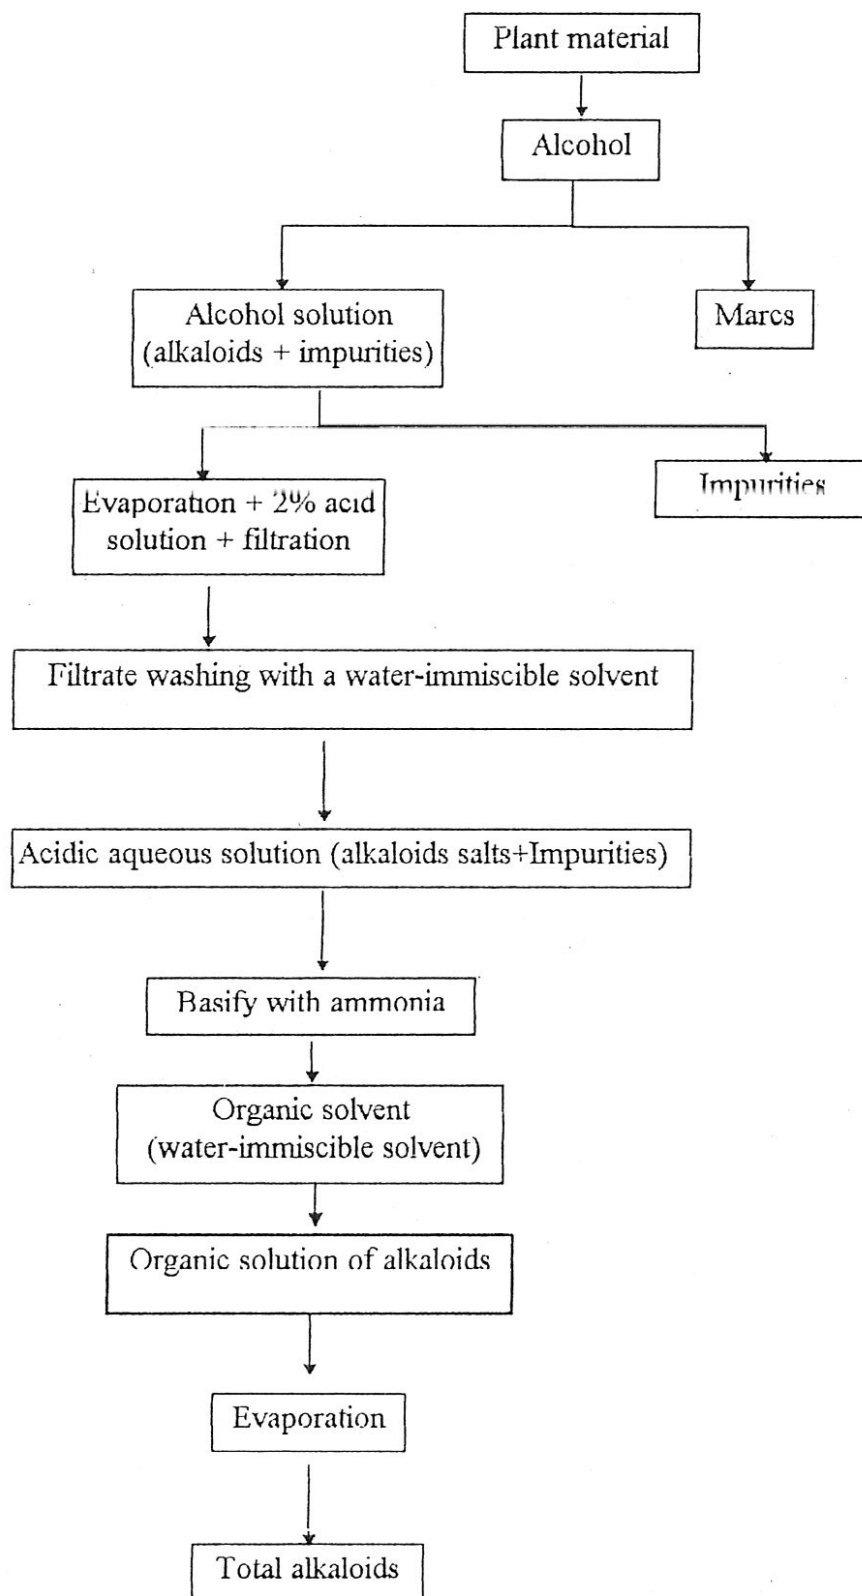 Plant material
Alcohol
Alcohol solution
(alkaloids + impurities)
Marcs
Evaporation + 2% acid
solution + filtration
Impurities
Filtrate washing with a water-immiscible solvent
Acidic aqueous solution (alkaloids salts+Impurities)
Basify with ammonia
Organic solvent
(water-immiscible solvent)
Organic solution of alkaloids
Evaporation
Total alkaloids